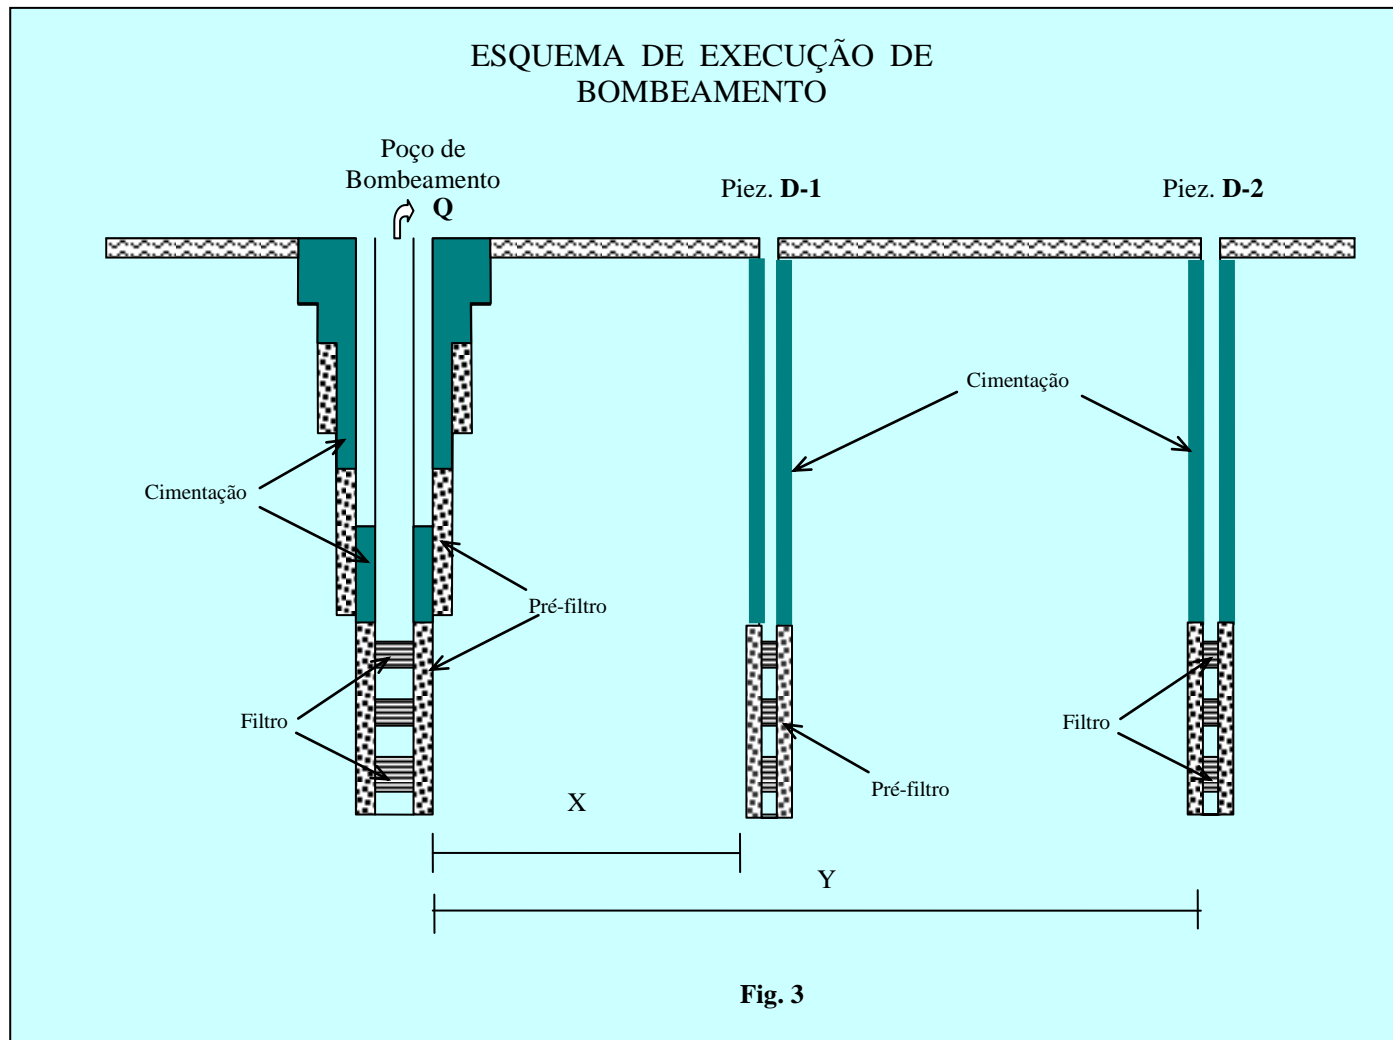 ESQUEMA DE EXECUÇÃO DE
BOMBEAMENTO
Poço de
Bombeamento
Q
Piez. D-1
Piez. D-2
Cimentação
Cimentação
Pré-filtro
Filtro
Filtro
Pré-filtro
X
Y
Fig. 3